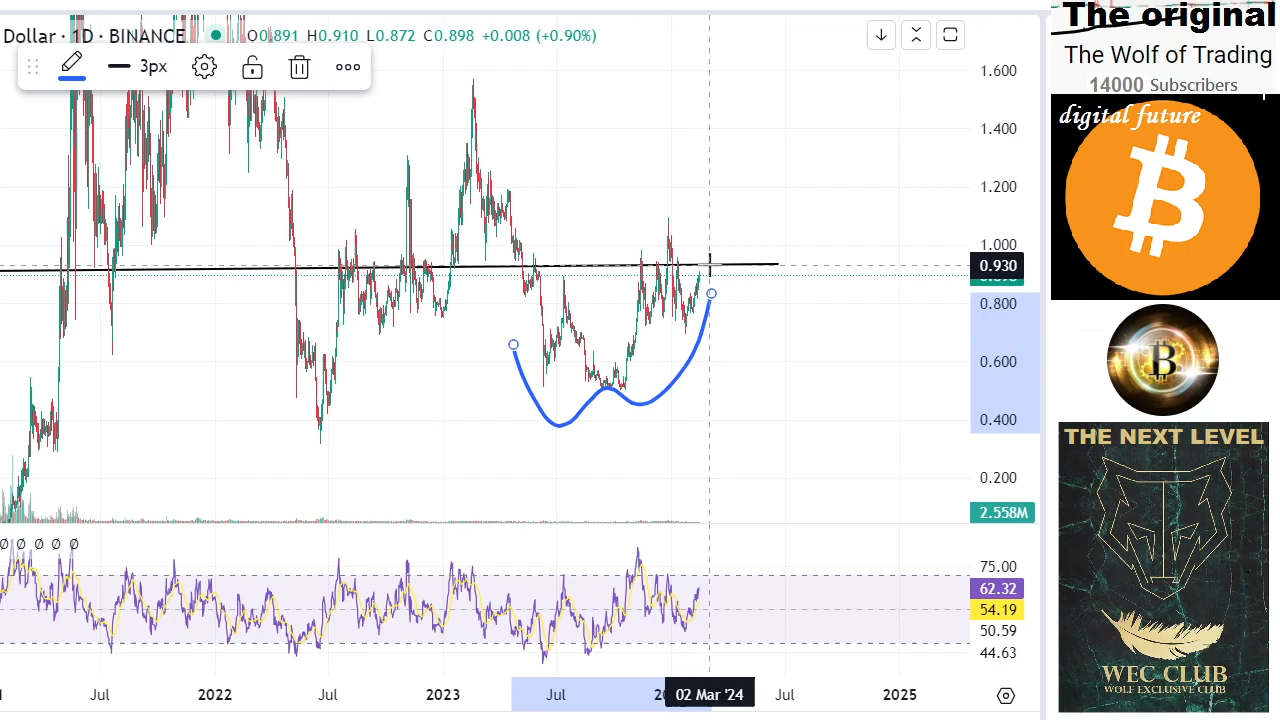 Dollar · 1D · BINANCE
O0.891 H0.910 L0.872 C0.898 +0.008 (+0.90%)
3px
1.600
1.400
1.200
1.000
0.930
0.800
0.600
0.400
0.200
2.558M
75.00
62.32
54.19
50.59
44.63
Jul
2022
Jul
2023
Jul
02 Mar '24
Jul
2025
The original
The Wolf of Trading
14000 Subscribers
digital future
THE NEXT LEVEL
WEC CLUB
WOLF EXCLUSIVE CLUB